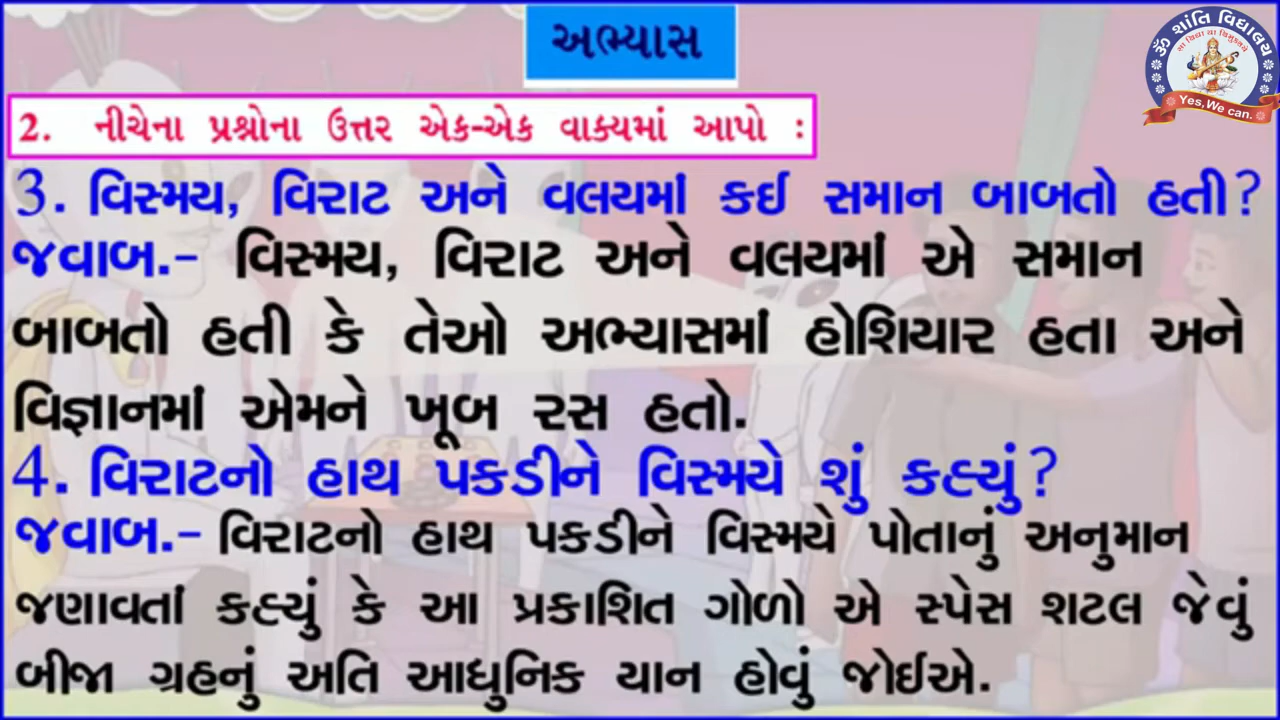 અભ્યાસ
ૐ શાંતિ વિદ્યાલય
સા વિદ્યા યા વિમુક્તયે
Yes, We can.
2. નીચેના પ્રશ્નોના ઉત્તર એક-એક વાક્યમાં આપો :
3. વિસ્મય, વિરાટ અને વલયમાં કઈ સમાન બાબતો હતી?
જવાબ.- વિસ્મય, વિરાટ અને વલયમાં એ સમાન
બાબતો હતી કે તેઓ અભ્યાસમાં હોશિયાર હતા અને
વિજ્ઞાનમાં એમને ખૂબ રસ હતો.
4. વિરાટનો હાથ પકડીને વિસ્મયે શું કહ્યું?
જવાબ.- વિરાટનો હાથ પકડીને વિસ્મયે પોતાનું અનુમાન
જણાવતાં કહ્યું કે આ પ્રકાશિત ગોળો એ સ્પેસ શટલ જેવું
બીજા ગ્રહનું અતિ આધુનિક યાન હોવું જોઈએ.